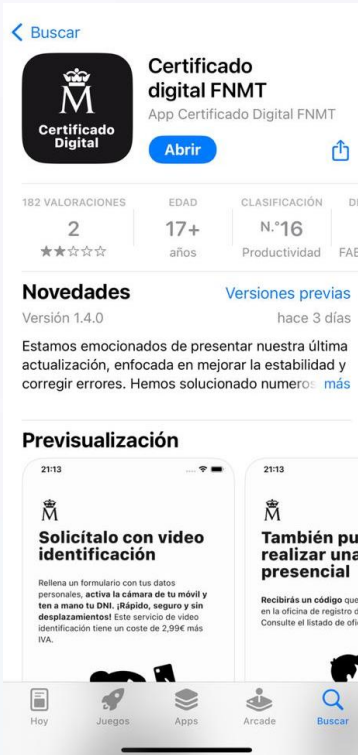 Buscar
Certificado
digital FNMT
App Certificado Digital FNMT
M
Certificado
Digital
Abrir
182 VALORACIONES
EDAD
CLASIFICACIÓN
2
17+
N.º16
★★☆☆☆
años
Productividad
Novedades
Versiones previas
Versión 1.4.0
hace 3 días
Estamos emocionados de presentar nuestra última
actualización, enfocada en mejorar la estabilidad y
corregir errores. Hemos solucionado numeros más
Previsualización
21:13
M
Solicítalo con video
identificación
Rellena un formulario con tus datos
personales, activa la cámara de tu móvil y
ten a mano tu DNI. ¡Rápido, seguro y sin
desplazamientos! Este servicio de video
identificación tiene un coste de 2,99€ más
IVA.
21:13
M
También pu
realizar una
presencial
Recibirás un código que
en la oficina de registro d
Consulte el listado de ofi
Hoy
Juegos
Apps
Arcade
Buscar